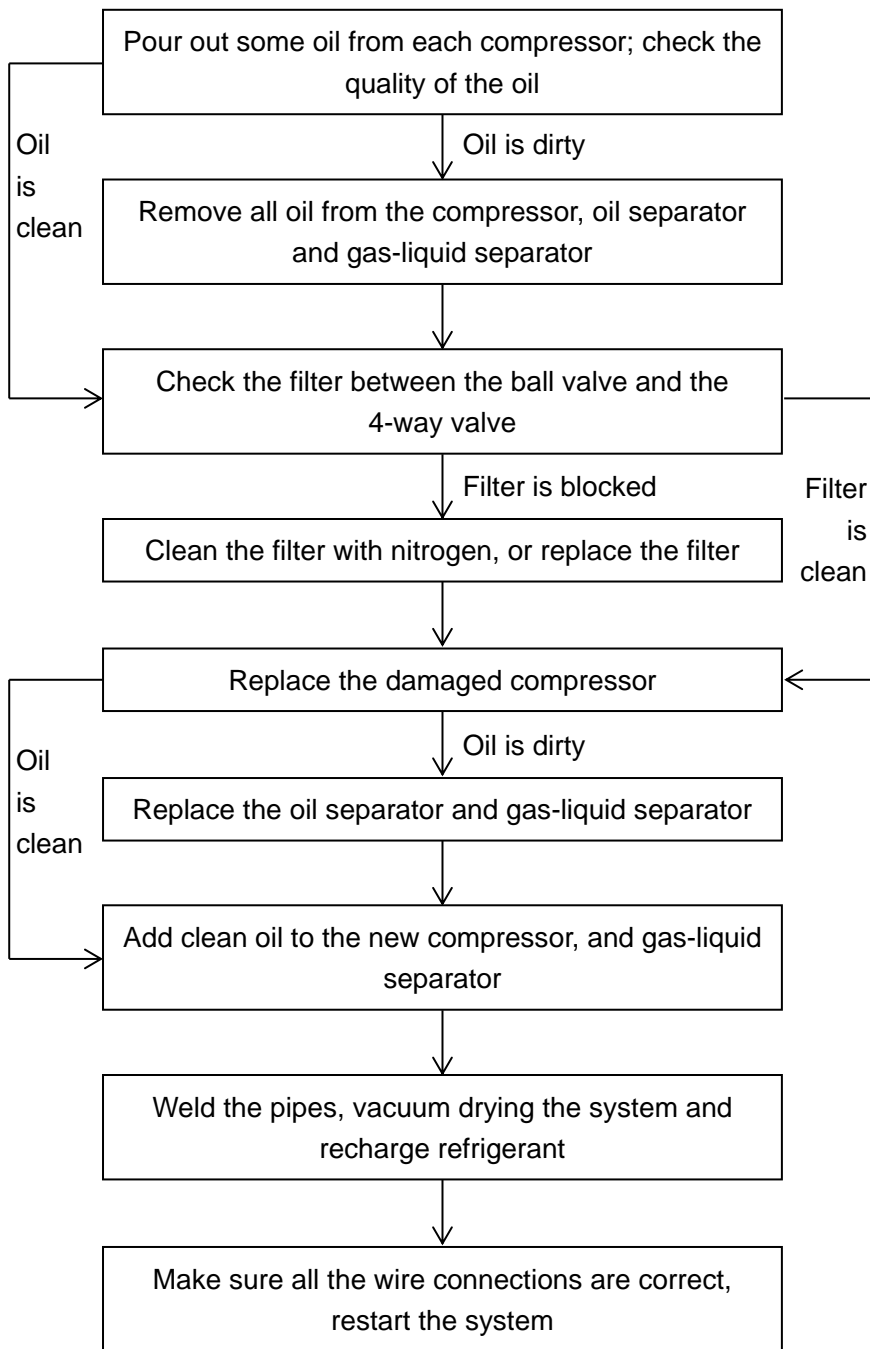 Pour out some oil from each compressor; check the
quality of the oil
Oil
is
clean
Oil is dirty
Remove all oil from the compressor, oil separator
and gas-liquid separator
Check the filter between the ball valve and the
4-way valve
Filter is blocked
Filter
is
clean
Clean the filter with nitrogen, or replace the filter
Replace the damaged compressor
Oil
is
clean
Oil is dirty
Replace the oil separator and gas-liquid separator
Add clean oil to the new compressor, and gas-liquid
separator
Weld the pipes, vacuum drying the system and
recharge refrigerant
Make sure all the wire connections are correct,
restart the system